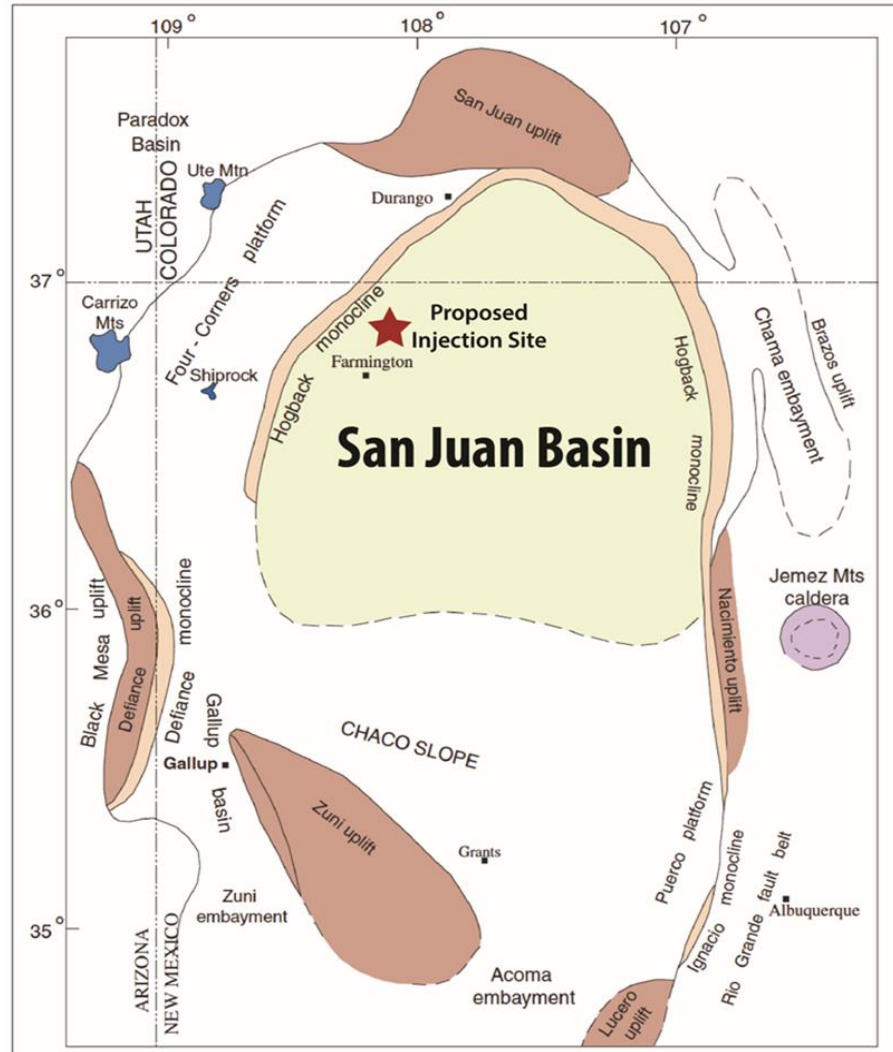 109 °
108 °
107 °
San Juan uplift
Paradox
Basin
Ute Mtn
UTAH
COLORADO
Durango
Four - Corners platform
37°
Carrizo
Mts
Hogback monocline
Proposed
Injection Site
Farmington
Shiprock
Hogback monocline
Chama embayment
Brazos uplift
San Juan Basin
36°
Black Mesa uplift
Defiance uplift
Defiance monocline
Nacimiento uplift
Jemez Mts
caldera
Gallup basin
Gallup
CHACO SLOPE
Zuni uplift
Grants
Puerco platform
Ignacio monocline
Rio Grande fault belt
Albuquerque
Zuni
embayment
35°
ARIZONA
NEW MEXICO
Acoma
embayment
Lucero
uplift